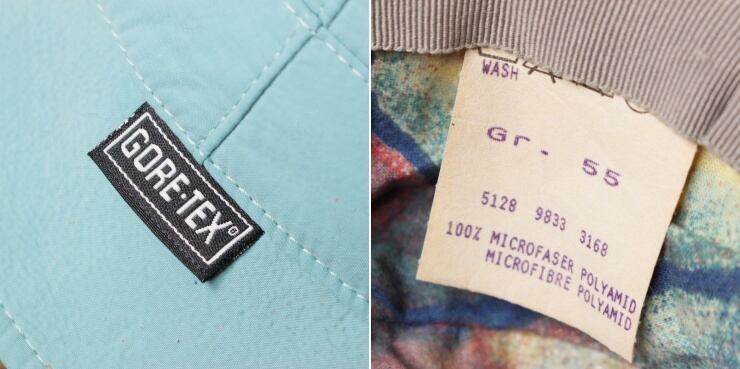 GORE-TEX®
WASH
Gr. 55
5128 9833 3168
100% MICROFASER POLYAMID
MICROFIBRE POLYAMID